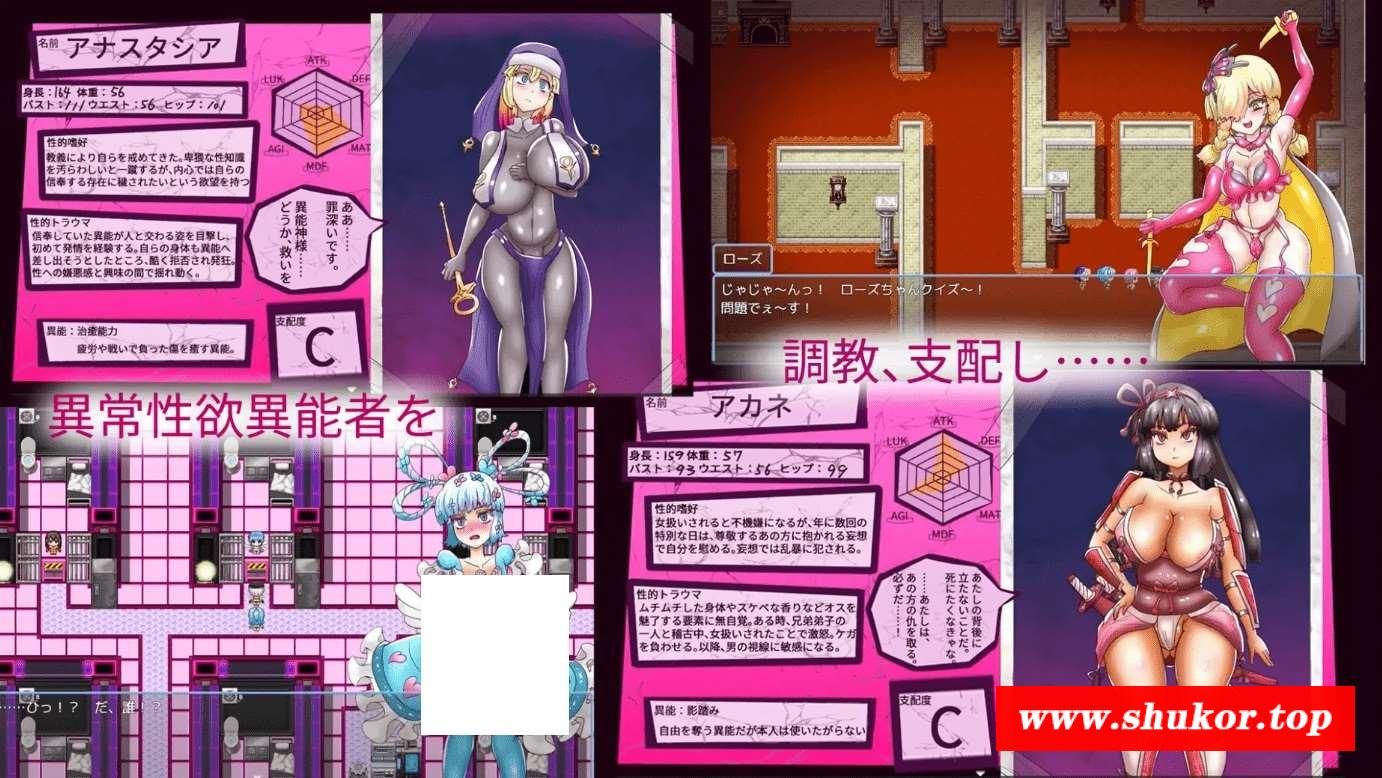 名前 アナスタシア
身長:164 体重:56
バスト:111 ウエスト:56 ヒップ:101
ATK
LUK
DEF
AGI
MAT
MDF
性的嗜好
教義により自らを戒めてきた。卑猥な性知識
を汚らわしいと一蹴するが、内心では自らの
信奉する存在に穢されたいという欲望を持つ
性的トラウマ
信奉していた異能が人と交わる姿を目撃し、
初めて発情を経験する。自らの身体も異能へ
差し出そうとしたところ、酷く拒否され発狂。
性への嫌悪感と興味の間で揺れ動く。
ああ……
罪深いです。
異能神様……
どうか、救いを
異能:治癒能力
疲労や戦いで負った傷を癒す異能。
支配度
C
ローズ
じゃじゃ~んっ! ローズちゃんクイズ~!
問題でぇ~す!
調教、支配し……
異常性欲異能者を
……ひっ!? だ、誰!?
名前 アカネ
身長:159 体重:57
バスト:93 ウエスト:56 ヒップ:99
ATK
LUK
DEF
AGI
MAT
MDF
性的嗜好
女扱いされると不機嫌になるが、年に数回の
特別な日は、尊敬するあの方に抱かれる妄想
で自分を慰める。妄想では乱暴に犯される。
性的トラウマ
ムチムチした身体やスケベな香りなどオスを
魅了する要素に無自覚。ある時、兄弟弟子の
一人と稽古中、女扱いされたことで激怒。ケガ
を負わせる。以降、男の視線に敏感になる。
あたしの背後に
立たないことだ。
死にたくなきゃな。
……あたしは、
あの方の仇を取る。
必ずだ……!
異能:影踏み
自由を奪う異能だが本人は使いたがらない
支配度
C
www.shukor.top